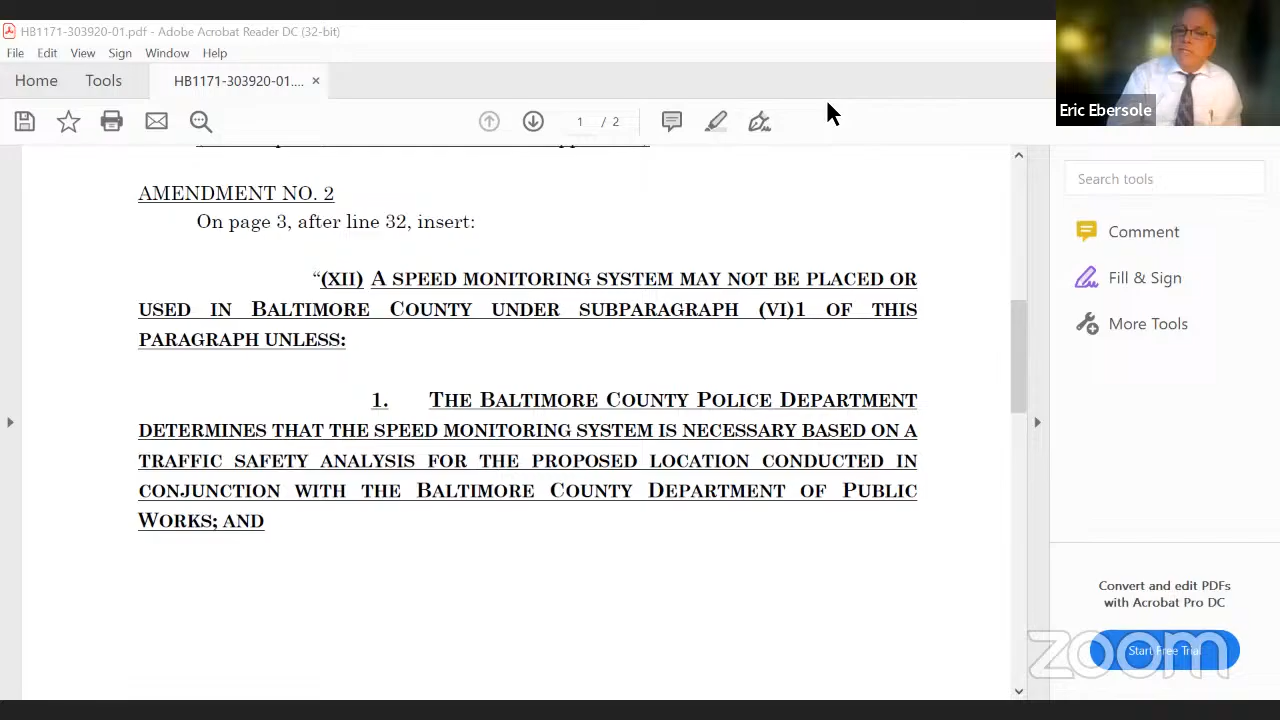 HB1171-303920-01.pdf - Adobe Acrobat Reader DC (32-bit)
File Edit View Sign Window Help
Home Tools HB1171-303920-01.... ×
1 / 2
Eric Ebersole
AMENDMENT NO. 2
On page 3, after line 32, insert:
“(XII) A SPEED MONITORING SYSTEM MAY NOT BE PLACED OR
USED IN BALTIMORE COUNTY UNDER SUBPARAGRAPH (VI)1 OF THIS
PARAGRAPH UNLESS:
1. THE BALTIMORE COUNTY POLICE DEPARTMENT
DETERMINES THAT THE SPEED MONITORING SYSTEM IS NECESSARY BASED ON A
TRAFFIC SAFETY ANALYSIS FOR THE PROPOSED LOCATION CONDUCTED IN
CONJUNCTION WITH THE BALTIMORE COUNTY DEPARTMENT OF PUBLIC
WORKS; AND
Search tools
Comment
Fill & Sign
More Tools
Convert and edit PDFs
with Acrobat Pro DC
Start Free Trial
zoom